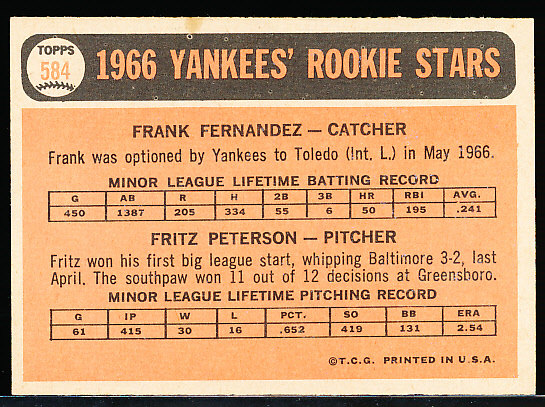 TOPPS
584
1966 YANKEES' ROOKIE STARS
FRANK FERNANDEZ — CATCHER
Frank was optioned by Yankees to Toledo (Int. L.) in May 1966.
MINOR LEAGUE LIFETIME BATTING RECORD
G AB R H 2B 3B HR RBI AVG.
450 1387 205 334 55 6 50 195 .241
FRITZ PETERSON — PITCHER
Fritz won his first big league start, whipping Baltimore 3-2, last
April. The southpaw won 11 out of 12 decisions at Greensboro.
MINOR LEAGUE LIFETIME PITCHING RECORD
G IP W L PCT. SO BB ERA
61 415 30 16 .652 419 131 2.54
©T.C.G. PRINTED IN U.S.A.